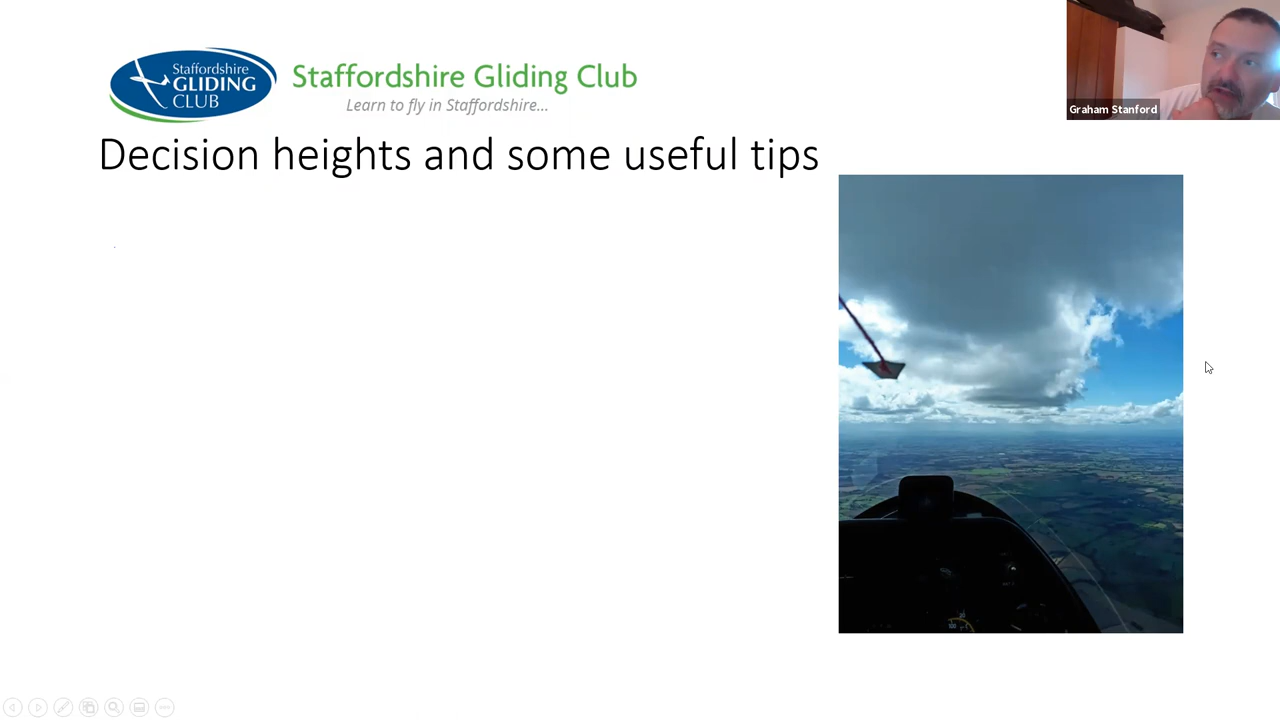 Staffordshire
GLIDING
CLUB
Staffordshire Gliding Club
Learn to fly in Staffordshire...
Graham Stanford
Decision heights and some useful tips